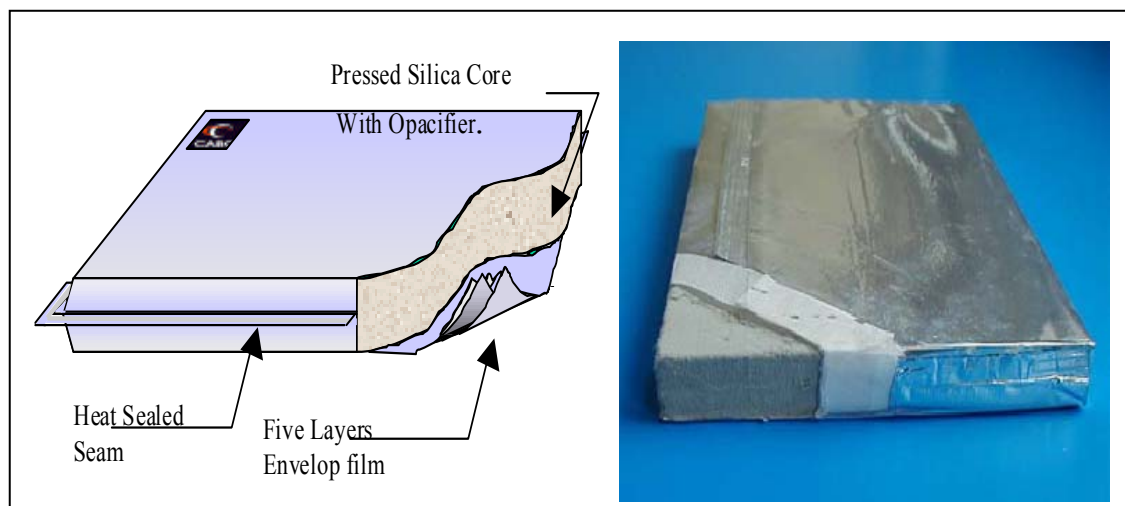 Pressed Silica Core
With Opacifier.
Heat Sealed
Seam
Five Layers
Envelop film